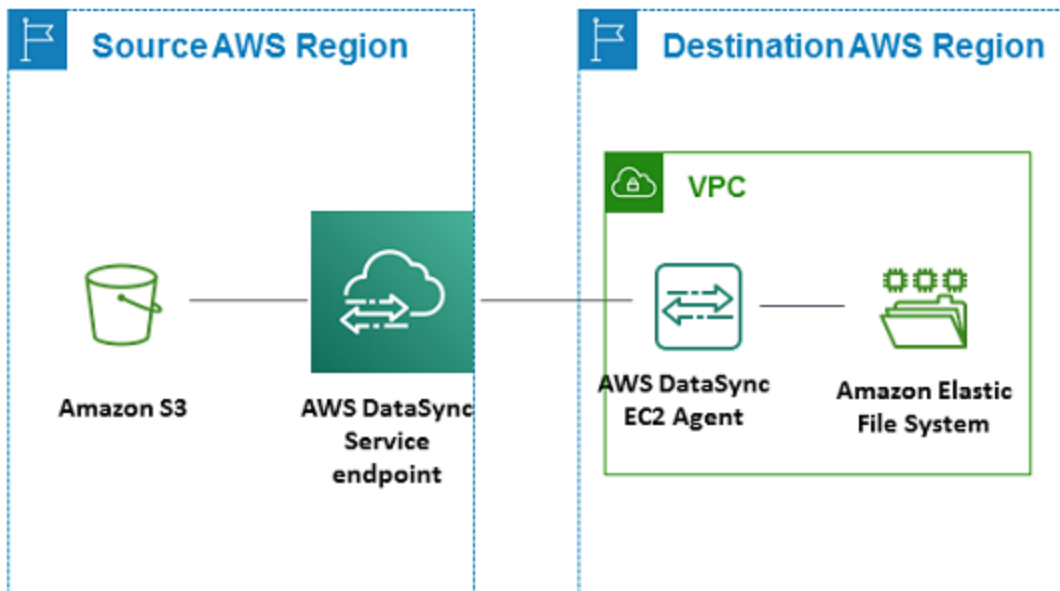 Source AWS Region
Destination AWS Region
VPC
Amazon S3
AWS DataSync
Service
endpoint
AWS DataSync
EC2 Agent
Amazon Elastic
File System